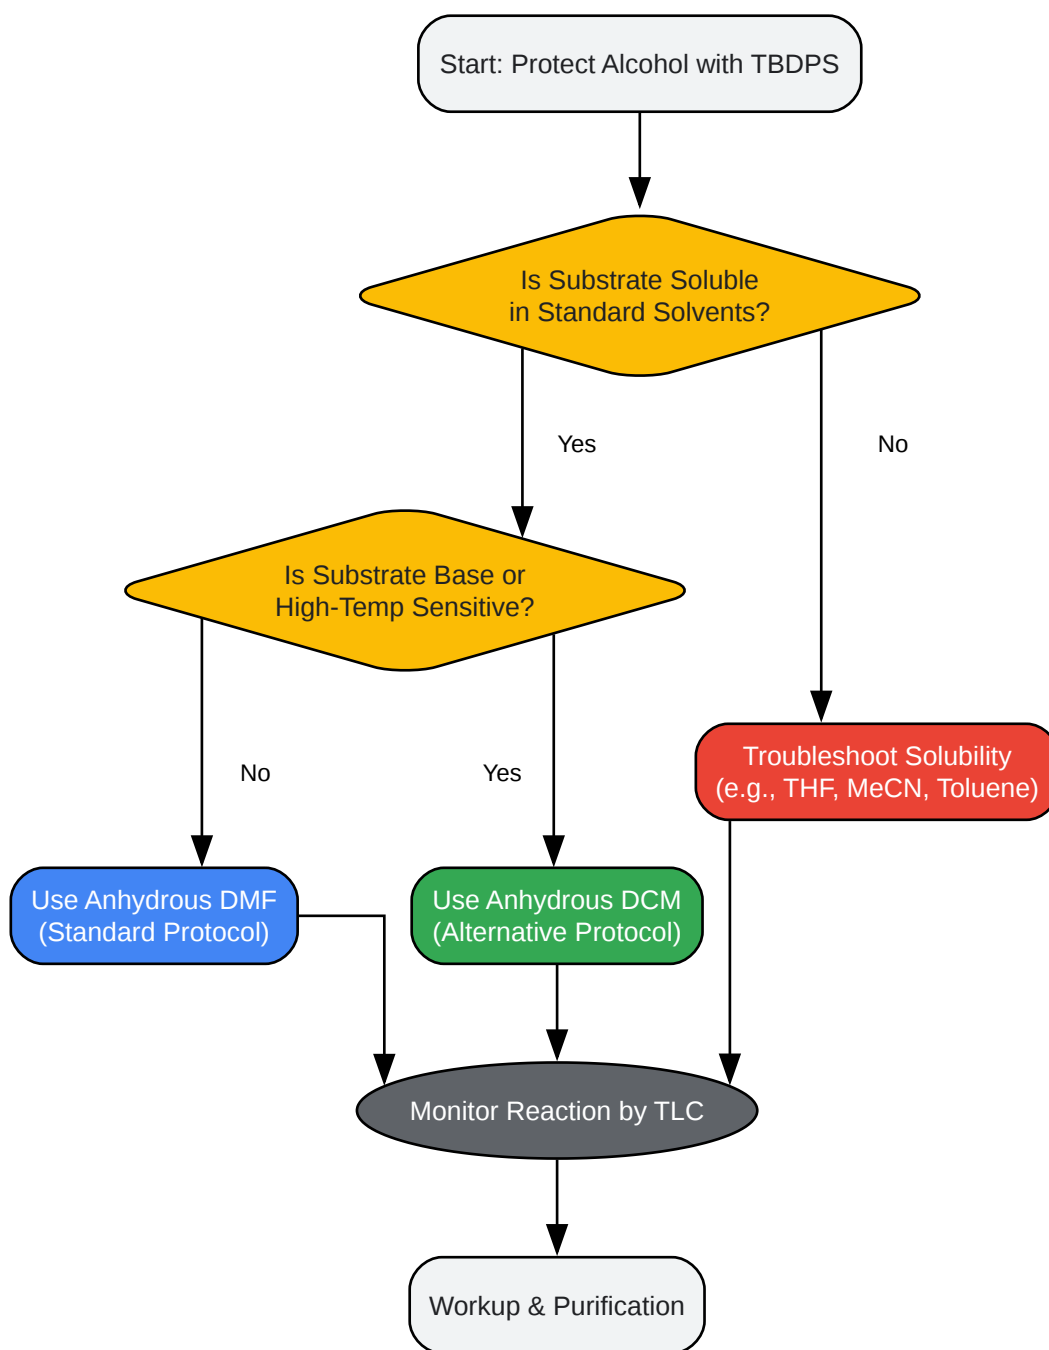 Start: Protect Alcohol with TBDPS
Is Substrate Soluble
in Standard Solvents?
Yes
No
Is Substrate Base or
High-Temp Sensitive?
No
Yes
Troubleshoot Solubility
(e.g., THF, MeCN, Toluene)
Use Anhydrous DMF
(Standard Protocol)
Use Anhydrous DCM
(Alternative Protocol)
Monitor Reaction by TLC
Workup & Purification